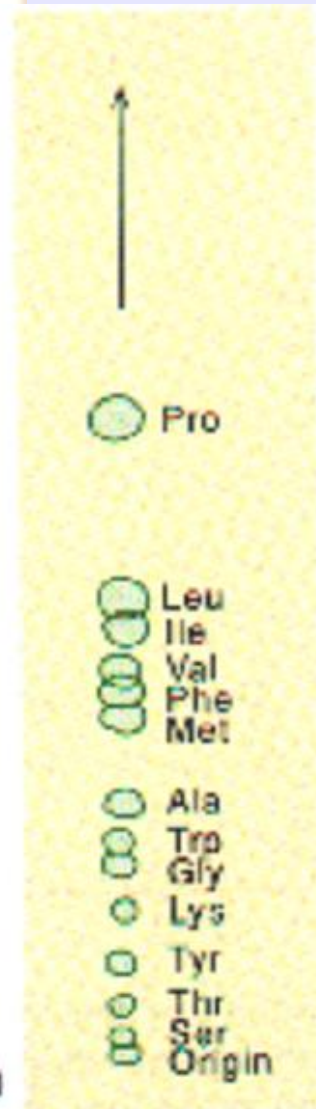 Pro
Leu
Ile
Val
Phe
Met
Ala
Trp
Gly
Lys
Tyr
Thr
Ser
Origin